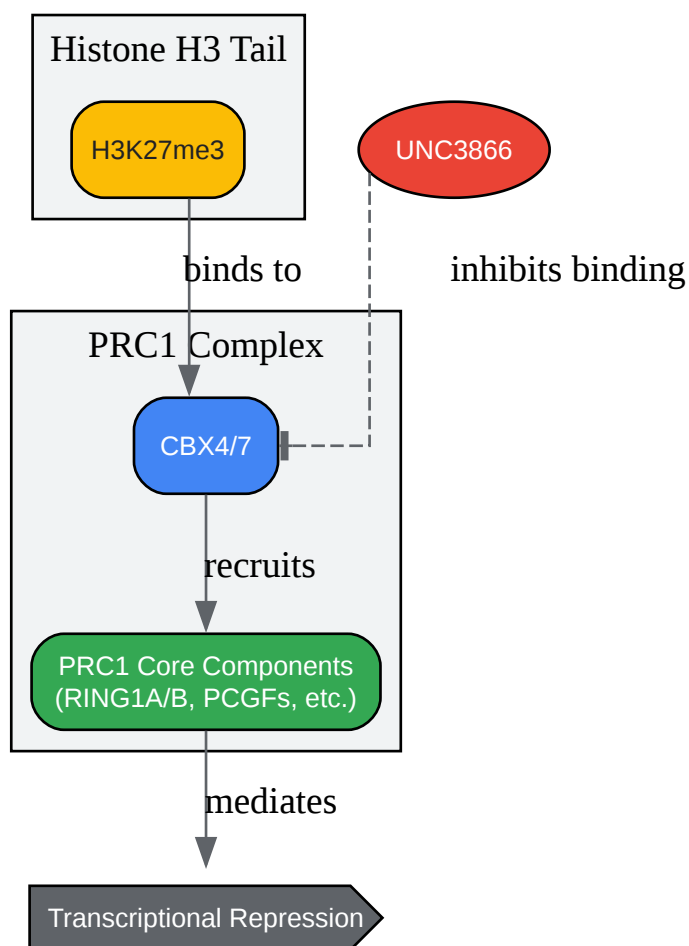 Histone H3 Tail
H3K27me3
UNC3866
binds to
inhibits binding
PRC1 Complex
CBX4/7
recruits
PRC1 Core Components
(RING1A/B, PCGFs, etc.)
mediates
Transcriptional Repression